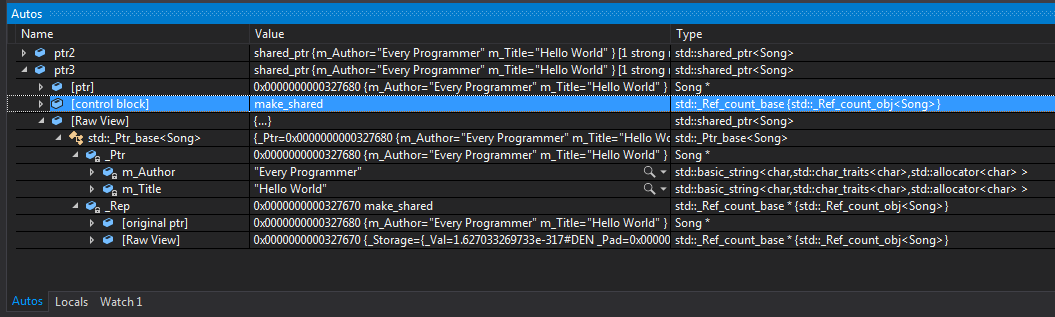 Autos
Name Value Type
ptr2 shared_ptr {m_Author="Every Programmer" m_Title="Hello World" } [1 strong r std::shared_ptr<Song>
ptr3 shared_ptr {m_Author="Every Programmer" m_Title="Hello World" } [1 strong r std::shared_ptr<Song>
[ptr] 0x0000000000327680 {m_Author="Every Programmer" m_Title="Hello World" } Song *
[control block] make_shared std::_Ref_count_base {std::_Ref_count_obj<Song>}
[Raw View] {...} std::shared_ptr<Song>
std::_Ptr_base<Song> {_Ptr=0x0000000000327680 {m_Author="Every Programmer" m_Title="Hello Wo std::_Ptr_base<Song>
_Ptr 0x0000000000327680 {m_Author="Every Programmer" m_Title="Hello World" } Song *
m_Author "Every Programmer" std::basic_string<char,std::char_traits<char>,std::allocator<char> >
m_Title "Hello World" std::basic_string<char,std::char_traits<char>,std::allocator<char> >
_Rep 0x0000000000327670 make_shared std::_Ref_count_base * {std::_Ref_count_obj<Song>}
[original ptr] 0x0000000000327680 {m_Author="Every Programmer" m_Title="Hello World" } Song *
[Raw View] 0x0000000000327670 {_Storage={_Val=1.627033269733e-317#DEN _Pad=0x00000 std::_Ref_count_base * {std::_Ref_count_obj<Song>}
Autos Locals Watch 1